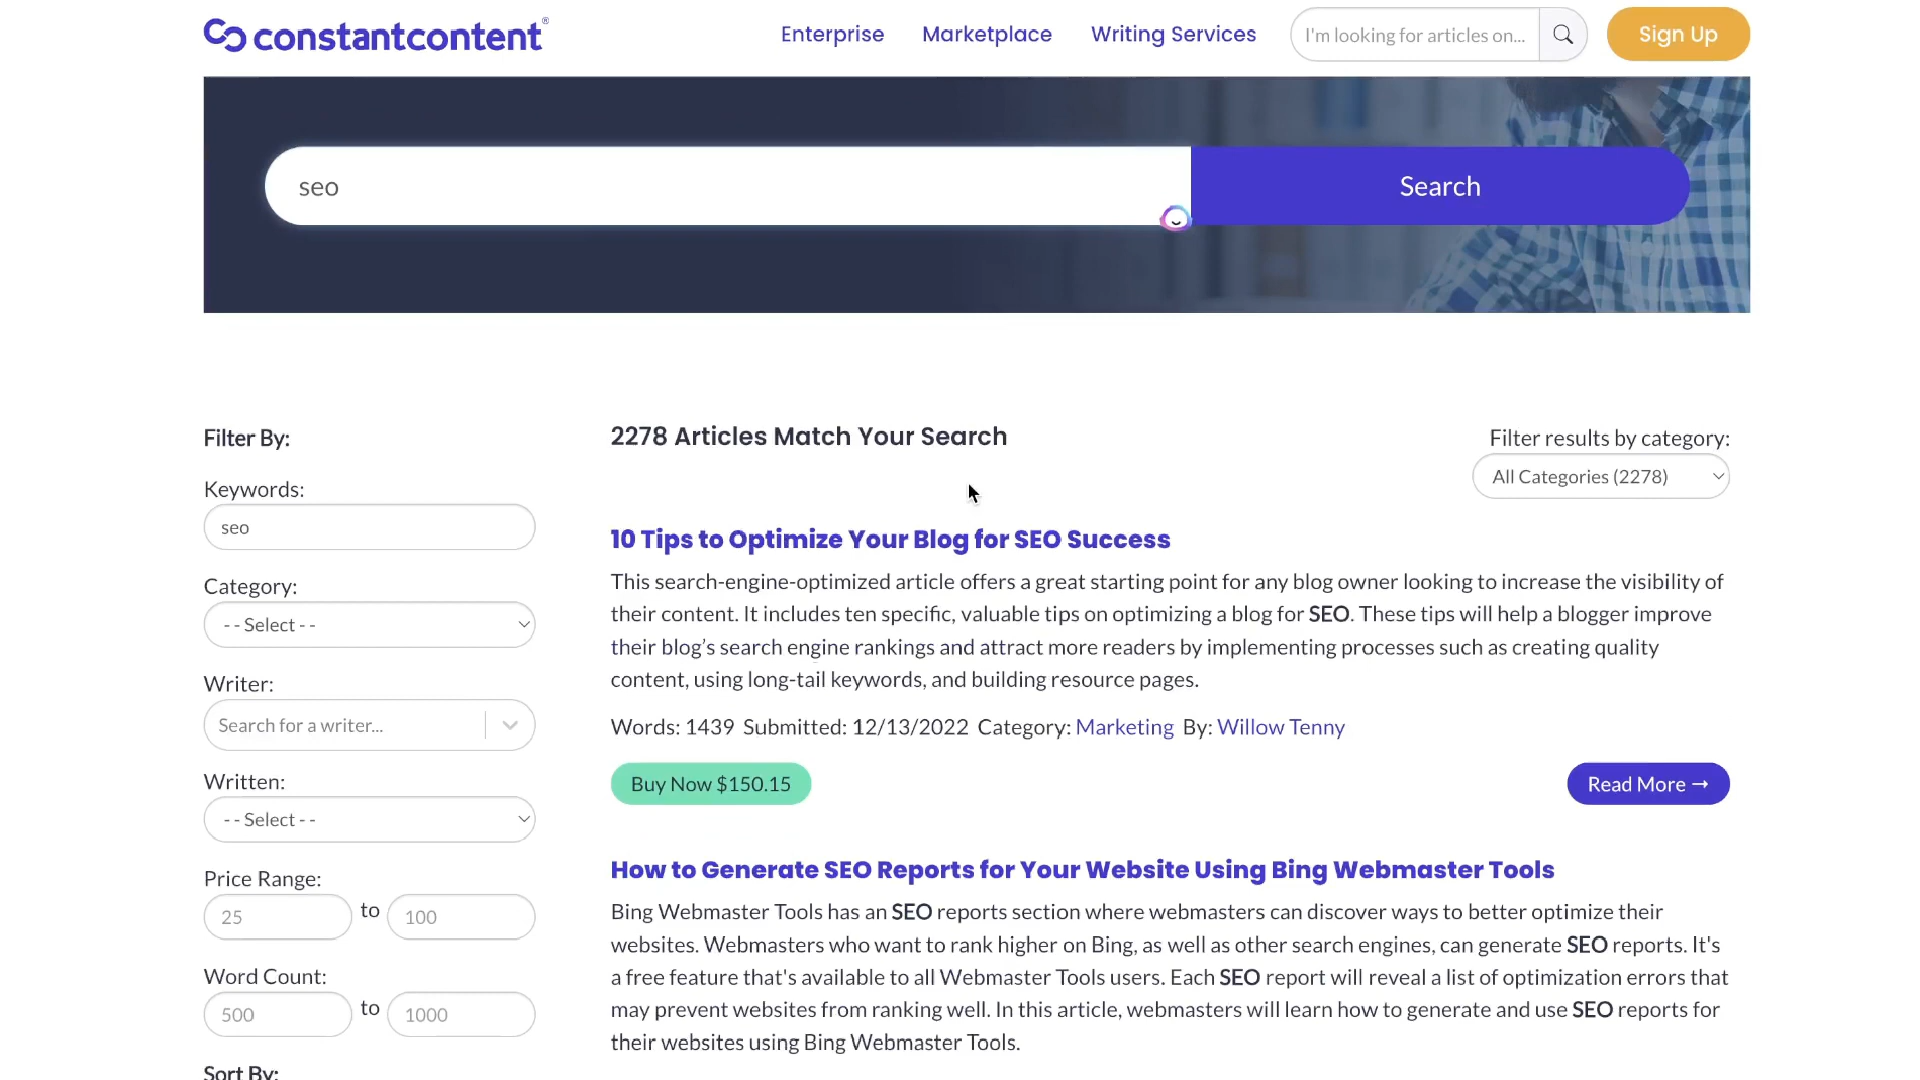 constantcontent®
Enterprise
Marketplace
Writing Services
I'm looking for articles on...
Sign Up
seo
Search
Filter By:
Keywords:
seo
Category:
- - Select - -
Writer:
Search for a writer...
Written:
- - Select - -
Price Range:
25 to 100
Word Count:
500 to 1000
Sort By:
2278 Articles Match Your Search
Filter results by category:
All Categories (2278)
10 Tips to Optimize Your Blog for SEO Success
This search-engine-optimized article offers a great starting point for any blog owner looking to increase the visibility of
their content. It includes ten specific, valuable tips on optimizing a blog for SEO. These tips will help a blogger improve
their blog’s search engine rankings and attract more readers by implementing processes such as creating quality
content, using long-tail keywords, and building resource pages.
Words: 1439 Submitted: 12/13/2022 Category: Marketing By: Willow Tenny
Buy Now $150.15
Read More →
How to Generate SEO Reports for Your Website Using Bing Webmaster Tools
Bing Webmaster Tools has an SEO reports section where webmasters can discover ways to better optimize their
websites. Webmasters who want to rank higher on Bing, as well as other search engines, can generate SEO reports. It's
a free feature that's available to all Webmaster Tools users. Each SEO report will reveal a list of optimization errors that
may prevent websites from ranking well. In this article, webmasters will learn how to generate and use SEO reports for
their websites using Bing Webmaster Tools.